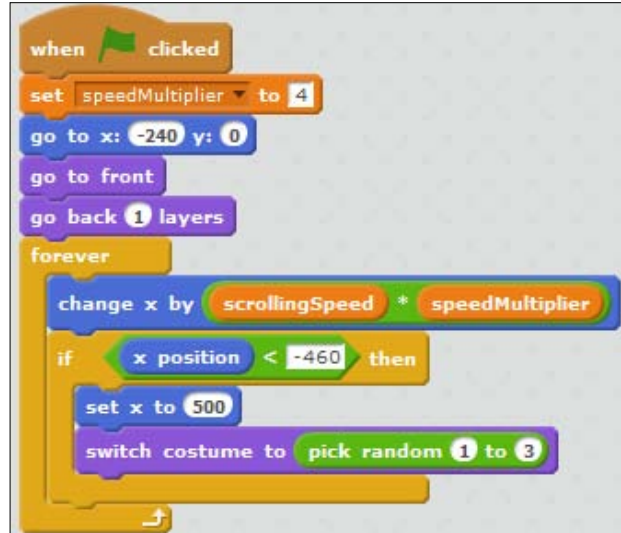 when clicked
set speedMultiplier to 4
go to x: -240 y: 0
go to front
go back 1 layers
forever
change x by scrollingSpeed * speedMultiplier
if x position < -460 then
set x to 500
switch costume to pick random 1 to 3